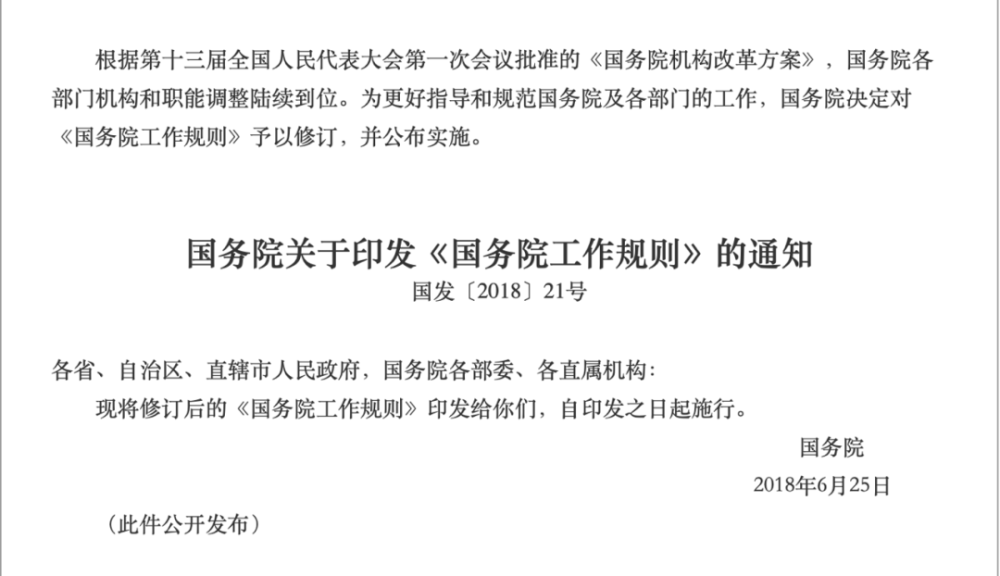 根据第十三届全国人民代表大会第一次会议批准的《国务院机构改革方案》，国务院各
部门机构和职能调整陆续到位。为更好指导和规范国务院及各部门的工作，国务院决定对
《国务院工作规则》予以修订，并公布实施。
国务院关于印发《国务院工作规则》的通知
国发〔2018〕21号
各省、自治区、直辖市人民政府，国务院各部委、各直属机构：
现将修订后的《国务院工作规则》印发给你们，自印发之日起施行。
国务院
2018年6月25日
（此件公开发布）